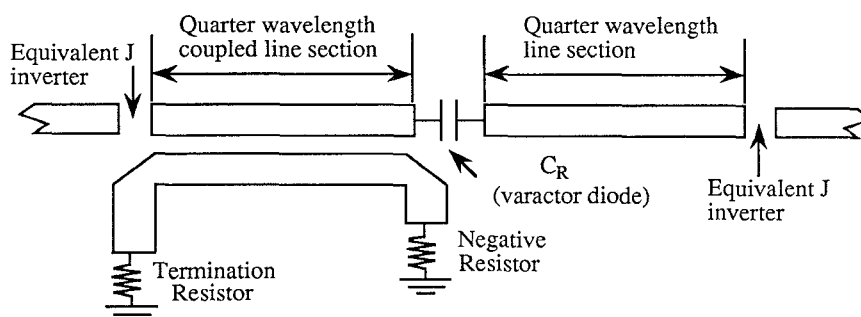 Quarter wavelength
coupled line section
Quarter wavelength
line section
Equivalent J
inverter
C_R
(varactor diode)
Equivalent J
inverter
Negative
Resistor
Termination
Resistor